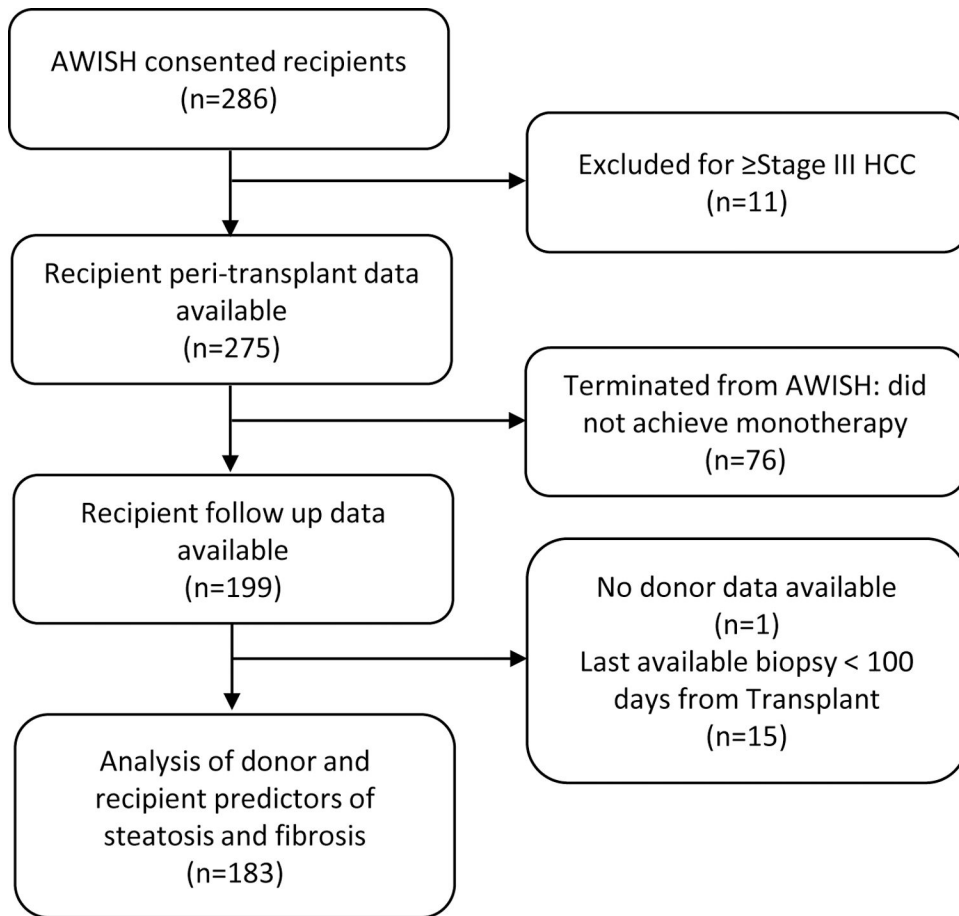 AWISH consented recipients
(n=286)
Excluded for ≥Stage III HCC
(n=11)
Recipient peri-transplant data
available
(n=275)
Terminated from AWISH: did
not achieve monotherapy
(n=76)
Recipient follow up data
available
(n=199)
No donor data available
(n=1)
Last available biopsy < 100
days from Transplant
(n=15)
Analysis of donor and
recipient predictors of
steatosis and fibrosis
(n=183)